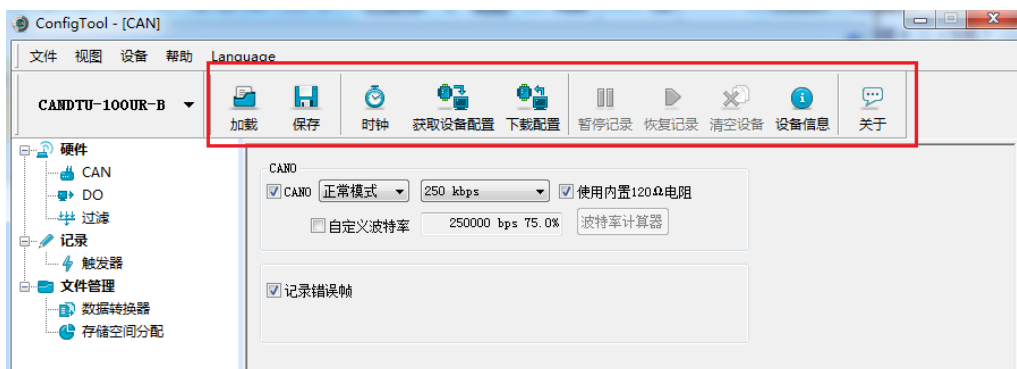 ConfigTool - [CAN]
文件 视图 设备 帮助 Language
CANDTU-100UR-B
加载 保存 时钟 获取设备配置 下载配置 暂停记录 恢复记录 清空设备 设备信息 关于
硬件
CAN
DO
过滤
记录
触发器
文件管理
数据转换器
存储空间分配
CAN0
CAN0 正常模式 250 kbps 使用内置120Ω电阻
自定义波特率 250000 bps 75.0% 波特率计算器
记录错误帧